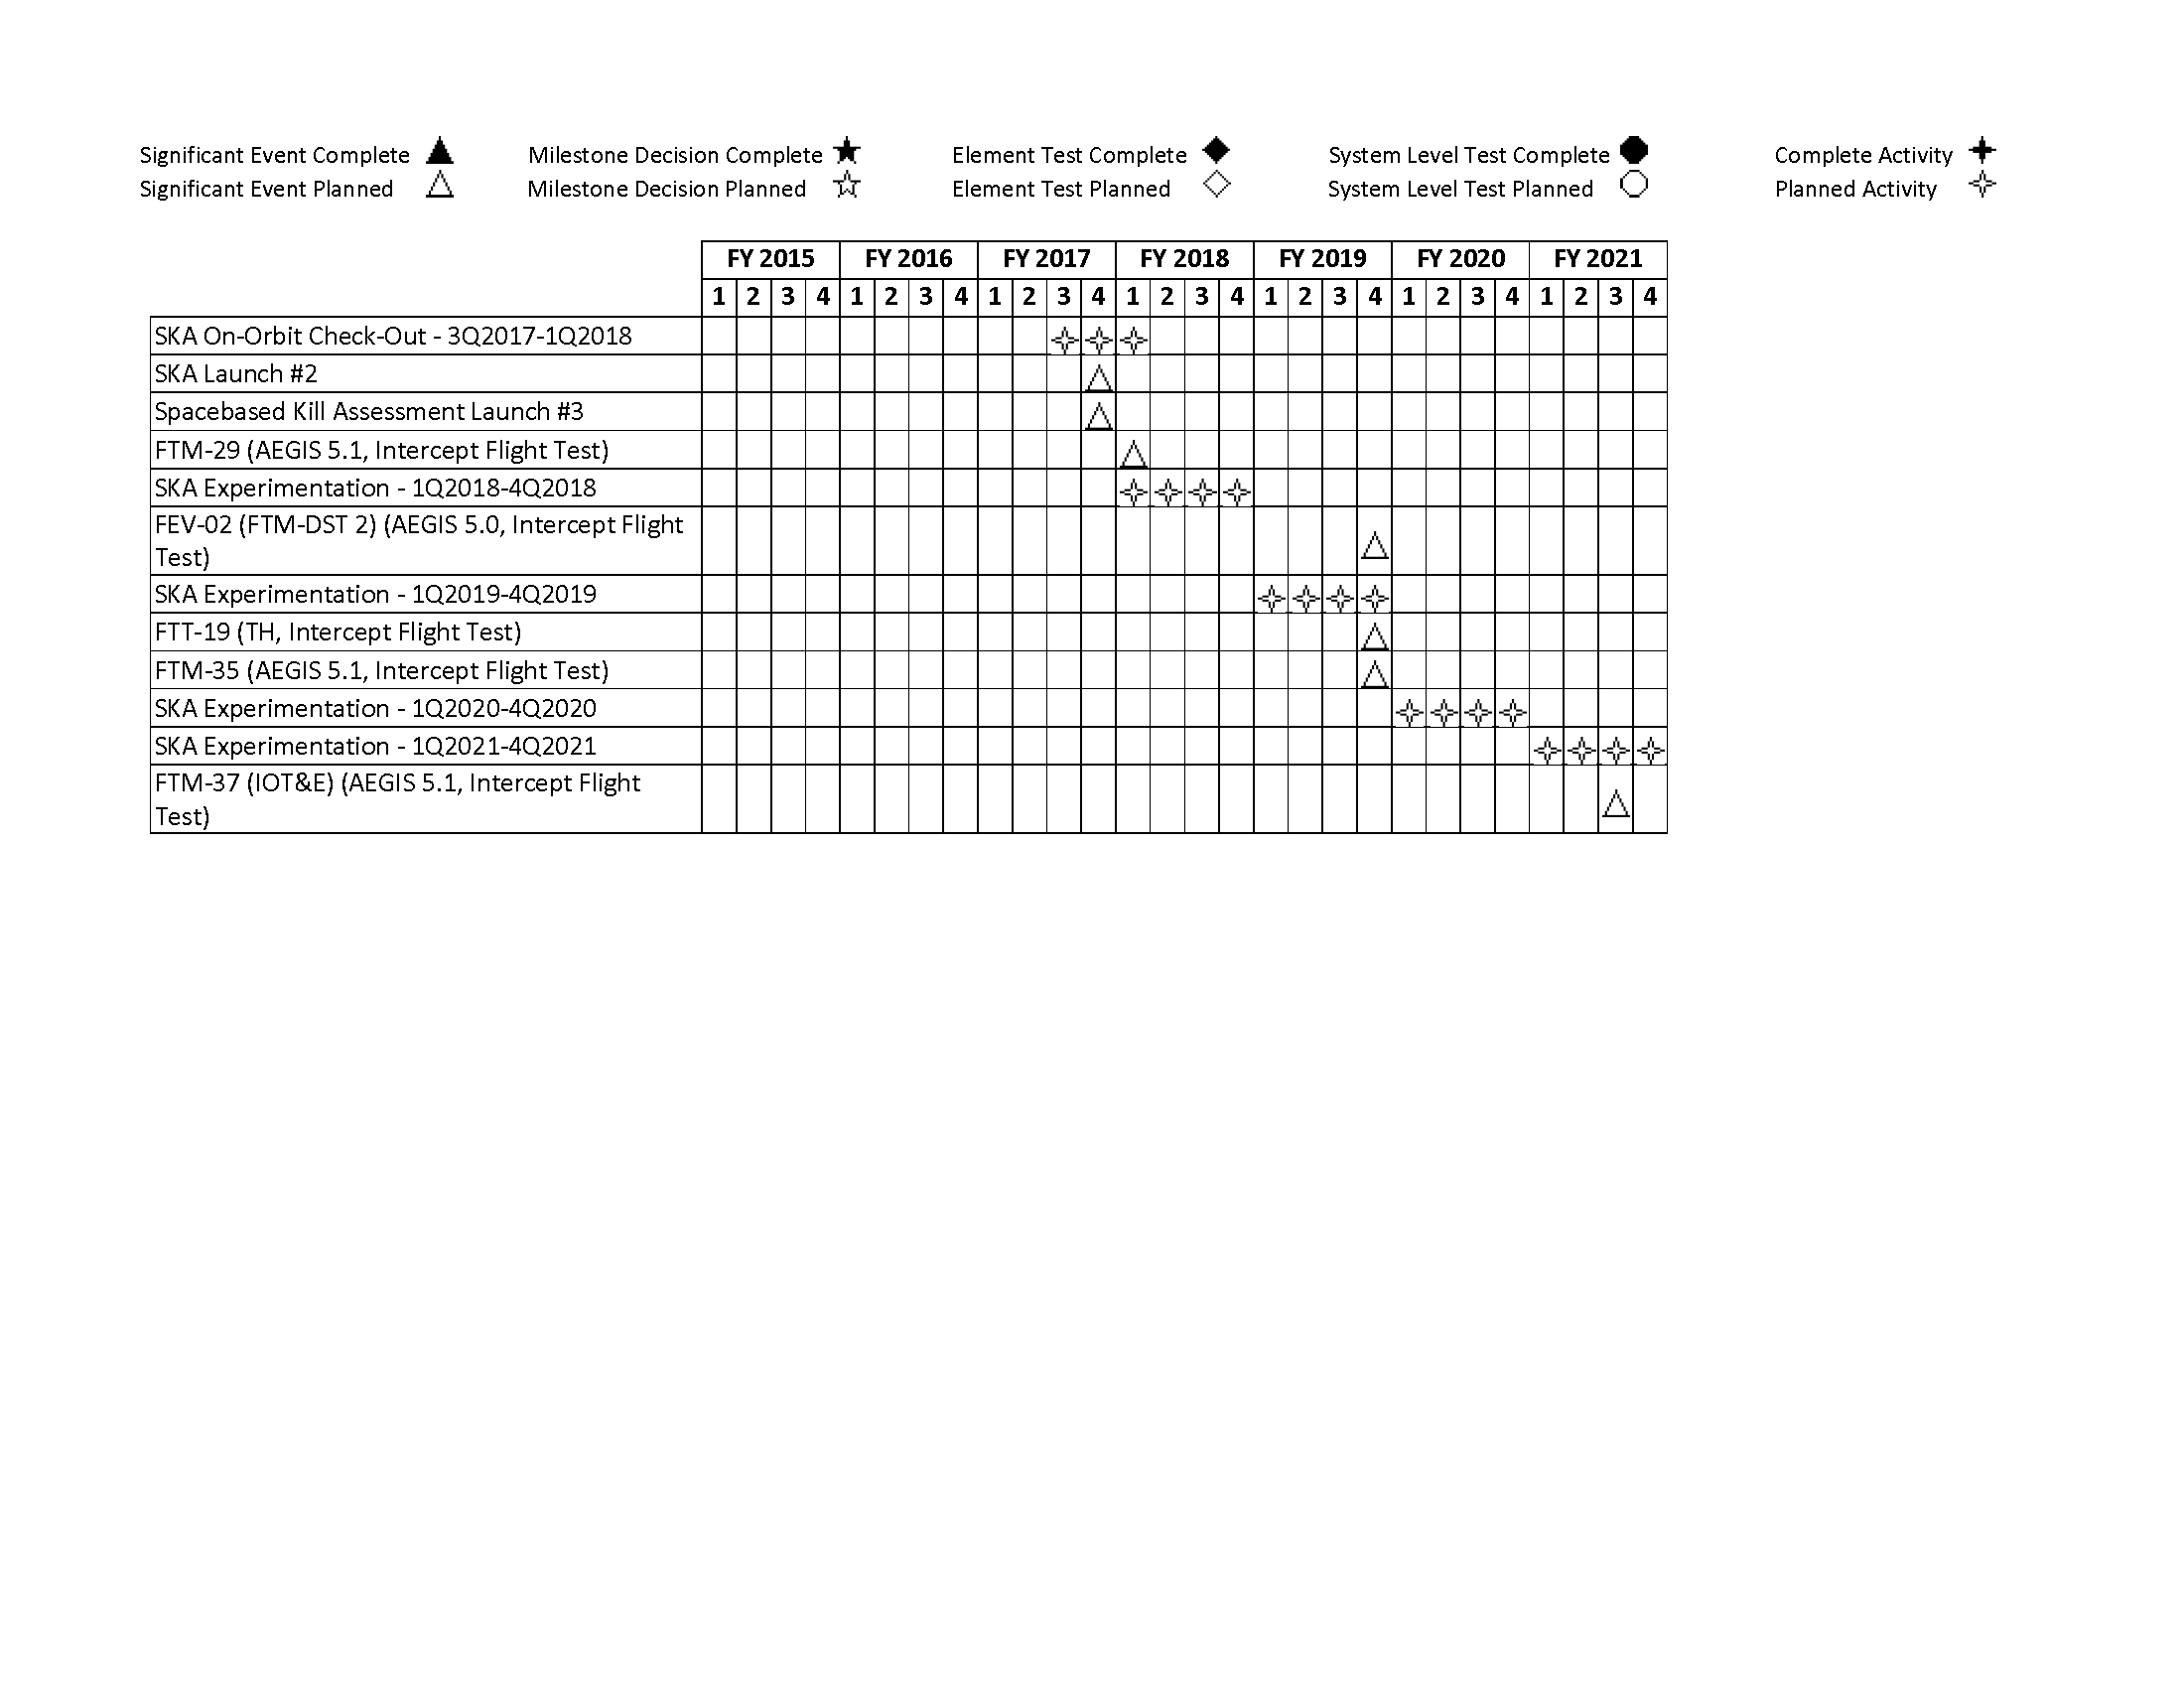 Significant Event Complete Milestone Decision Complete Element Test Complete System Level Test Complete Complete Activity
Significant Event Planned Milestone Decision Planned Element Test Planned System Level Test Planned Planned Activity
FY 2015 FY 2016 FY 2017 FY 2018 FY 2019 FY 2020 FY 2021
1 2 3 4 1 2 3 4 1 2 3 4 1 2 3 4 1 2 3 4 1 2 3 4 1 2 3 4
SKA On-Orbit Check-Out - 3Q2017-1Q2018
SKA Launch #2
Spacebased Kill Assessment Launch #3
FTM-29 (AEGIS 5.1, Intercept Flight Test)
SKA Experimentation - 1Q2018-4Q2018
FEV-02 (FTM-DST 2) (AEGIS 5.0, Intercept Flight
Test)
SKA Experimentation - 1Q2019-4Q2019
FTT-19 (TH, Intercept Flight Test)
FTM-35 (AEGIS 5.1, Intercept Flight Test)
SKA Experimentation - 1Q2020-4Q2020
SKA Experimentation - 1Q2021-4Q2021
FTM-37 (IOT&E) (AEGIS 5.1, Intercept Flight
Test)